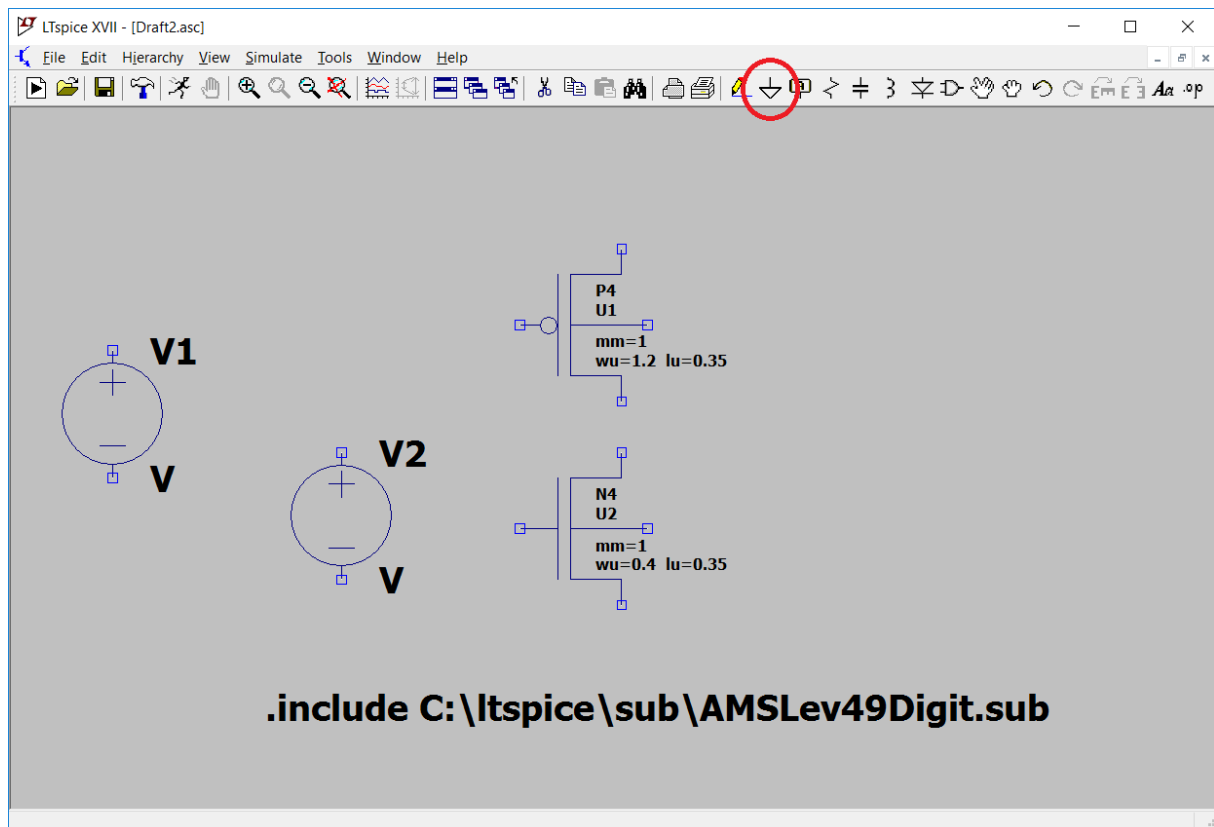 LTspice XVII - [Draft2.asc]
File Edit Hierarchy View Simulate Tools Window Help
Aa .op
P4
U1
mm=1
wu=1.2 lu=0.35
V1
V
V2
V
N4
U2
mm=1
wu=0.4 lu=0.35
.include C:\ltspice\sub\AMSLev49Digit.sub